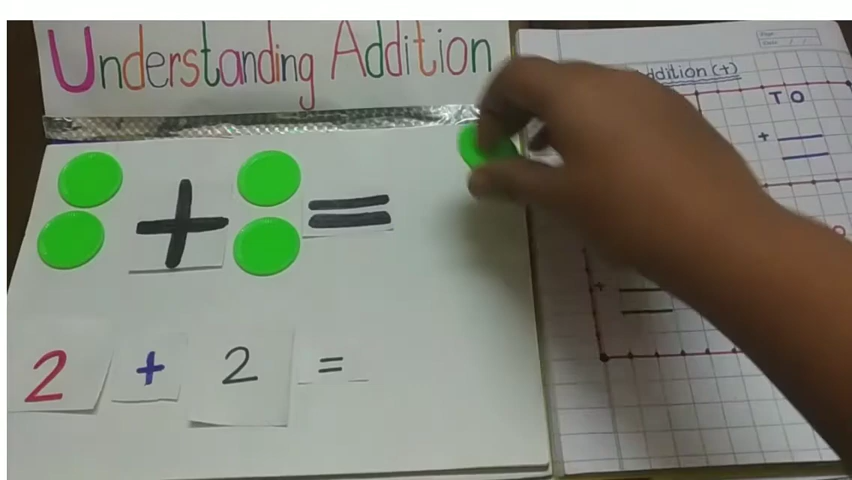 Understanding Addition
+ =
2 + 2 =
Addition (+)
T O
+
+